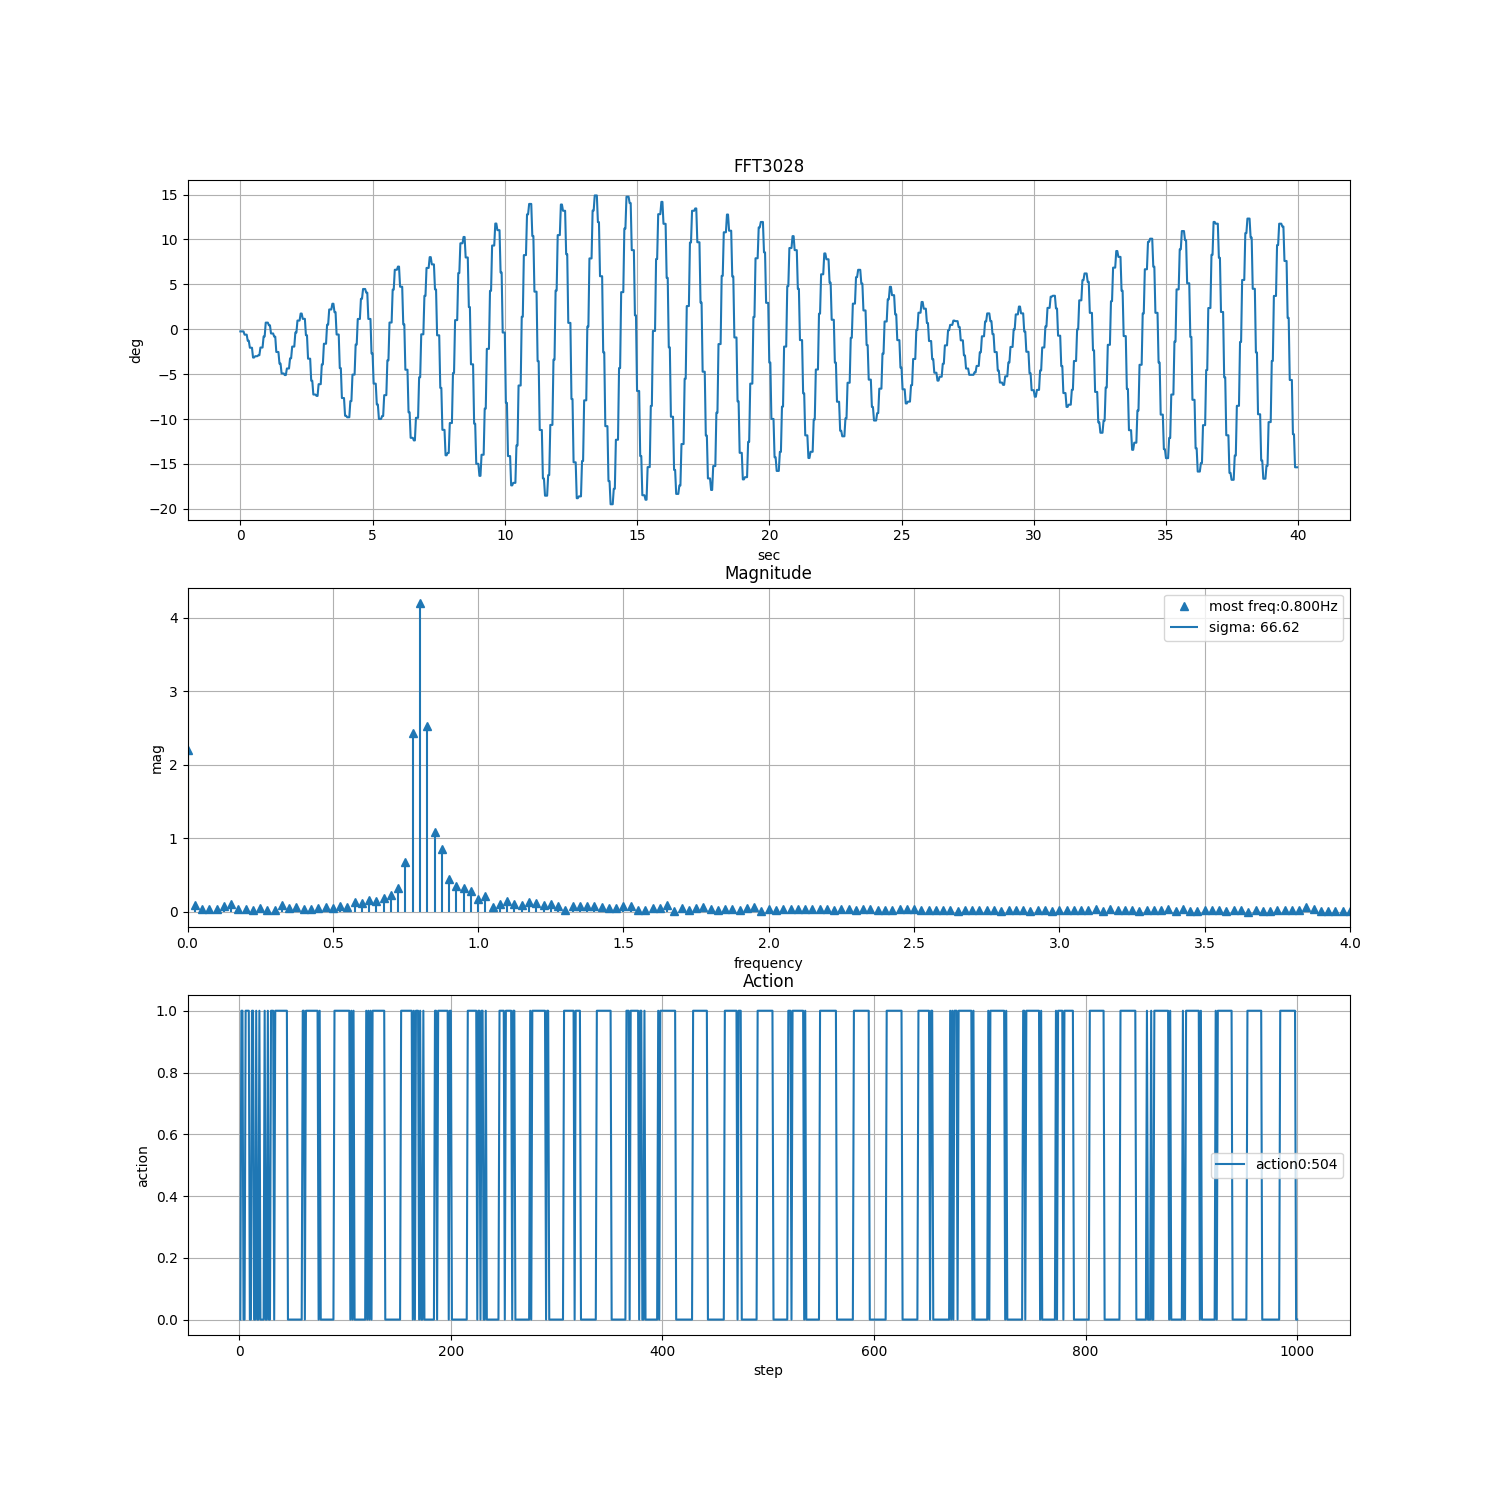 FFT3028
15
10
5
0
−5
−10
−15
−20
deg
0 5 10 15 20 25 30 35 40
sec
Magnitude
4
3
2
1
0
mag
most freq:0.800Hz
sigma: 66.62
0.0 0.5 1.0 1.5 2.0 2.5 3.0 3.5 4.0
frequency
Action
1.0
0.8
0.6
0.4
0.2
0.0
action
action0:504
0 200 400 600 800 1000
step